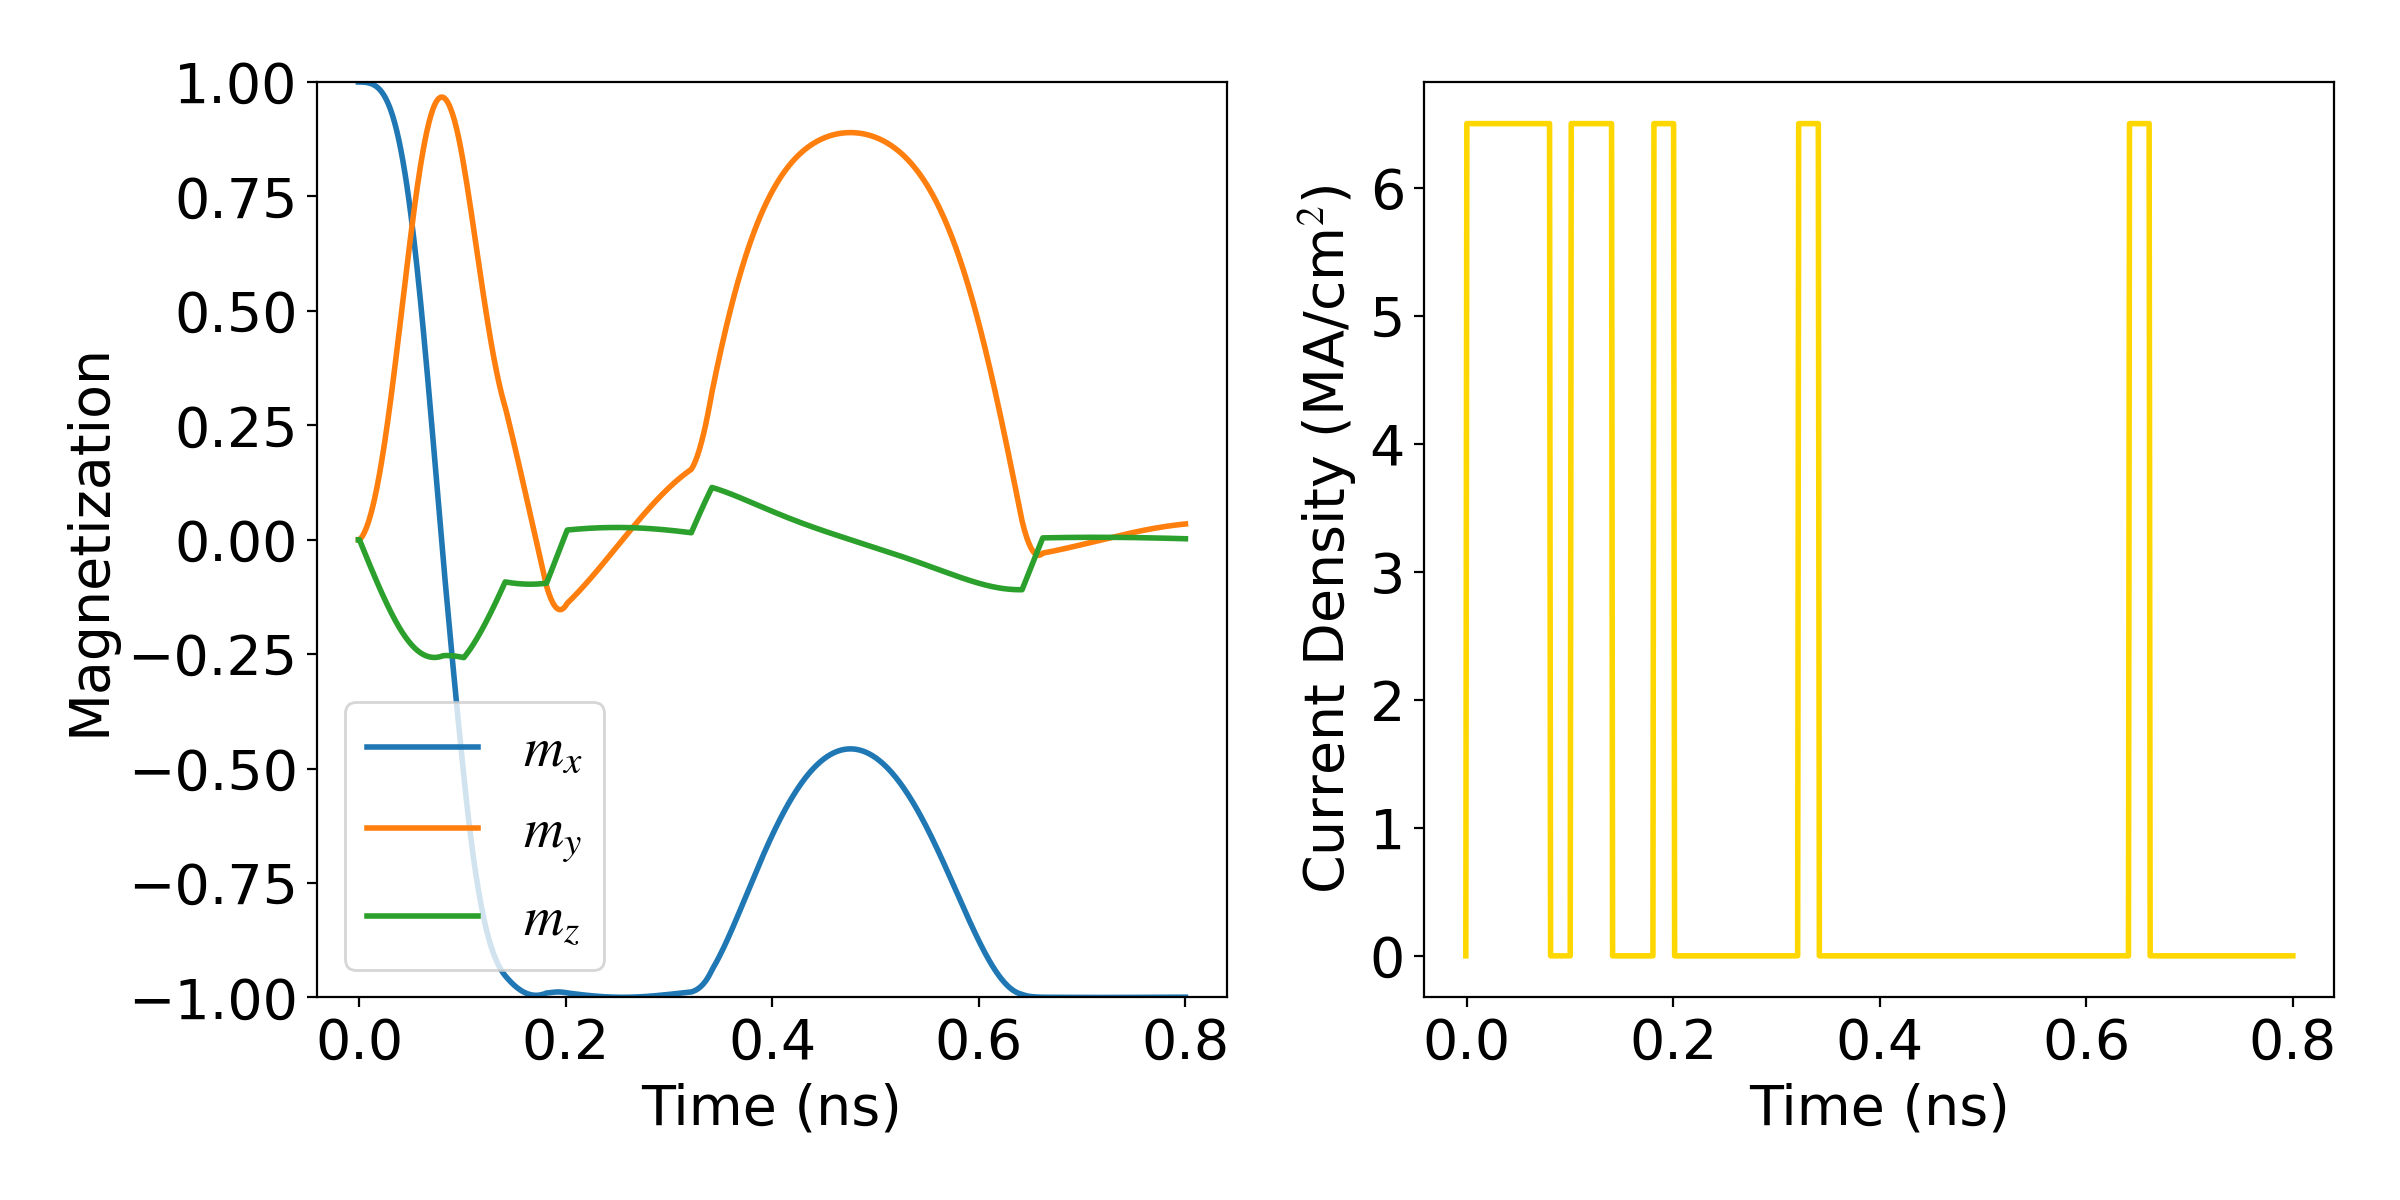 Magnetization
1.00
0.75
0.50
0.25
0.00
−0.25
−0.50
−0.75
−1.00
m_x
m_y
m_z
0.0 0.2 0.4 0.6 0.8
Time (ns)
Current Density (MA/cm²)
6
5
4
3
2
1
0
0.0 0.2 0.4 0.6 0.8
Time (ns)